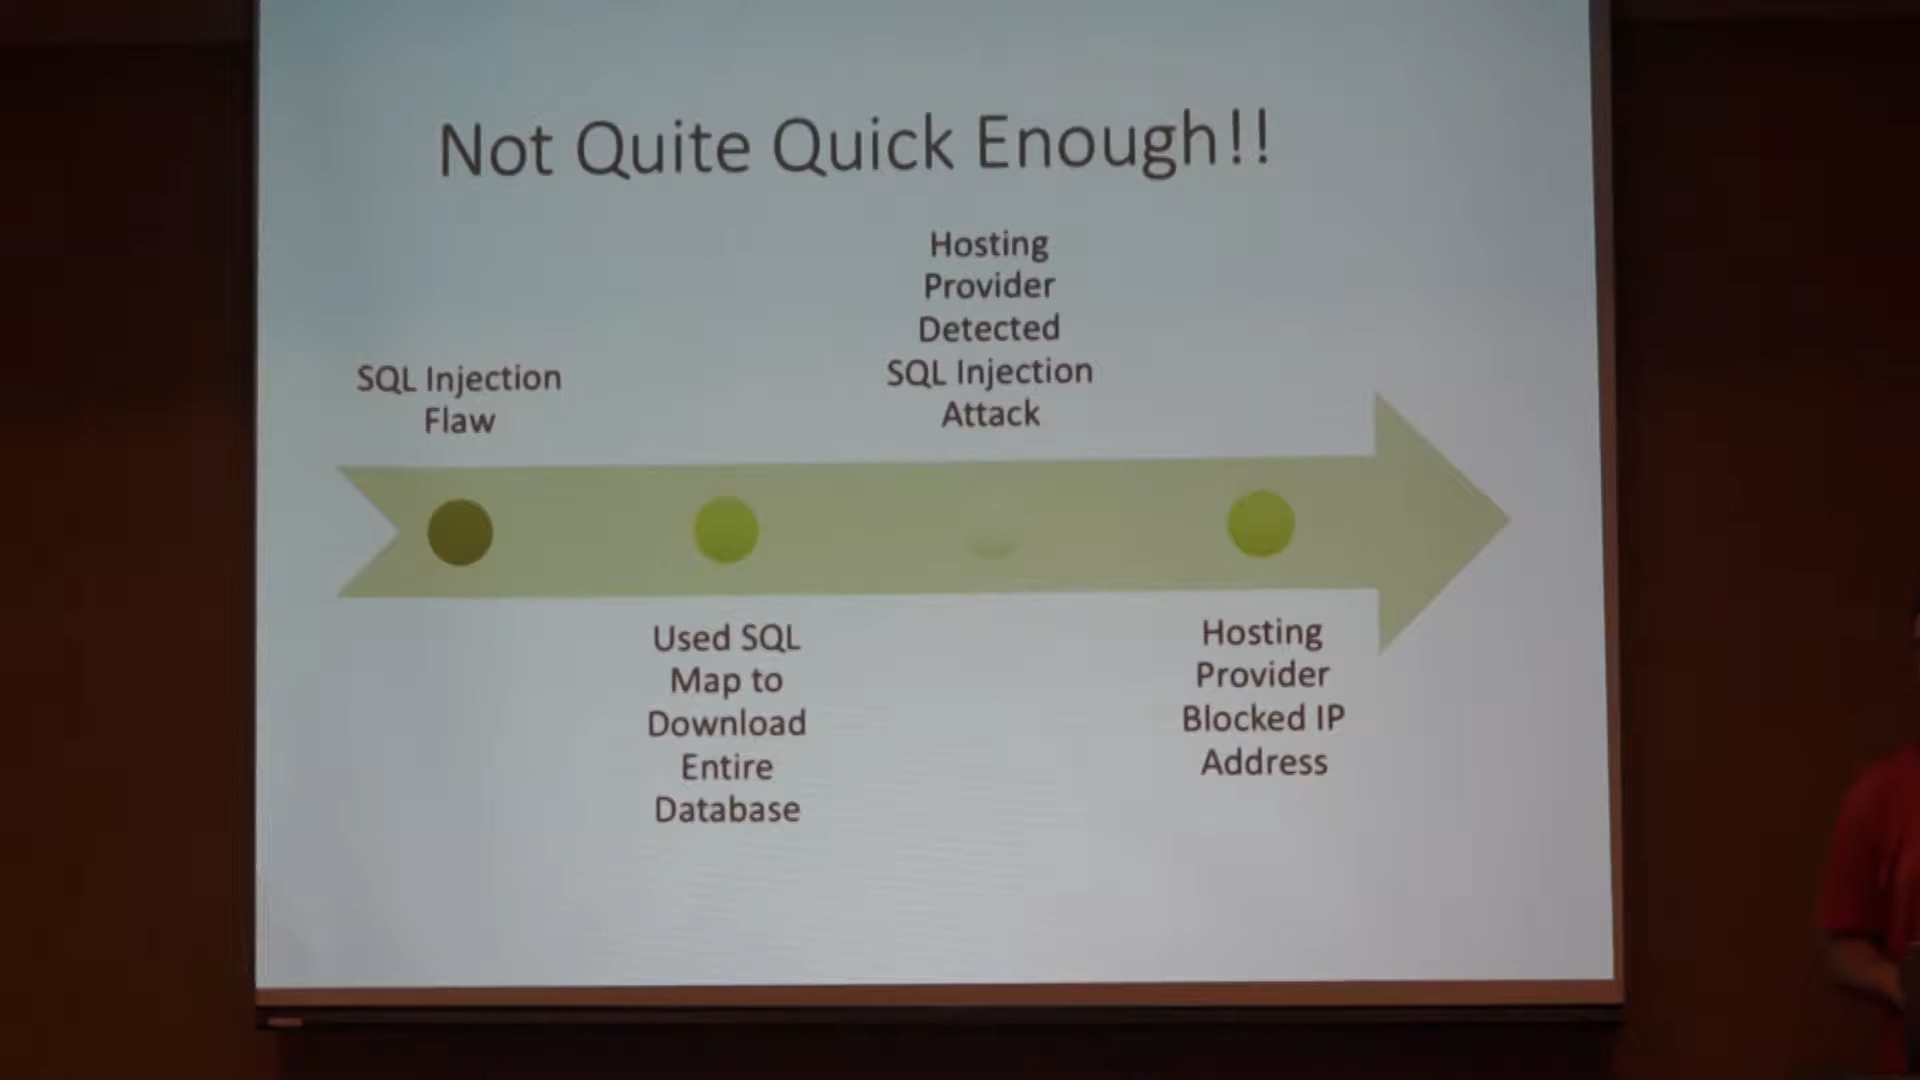 Not Quite Quick Enough!!
SQL Injection
Flaw
Used SQL
Map to
Download
Entire
Database
Hosting
Provider
Detected
SQL Injection
Attack
Hosting
Provider
Blocked IP
Address